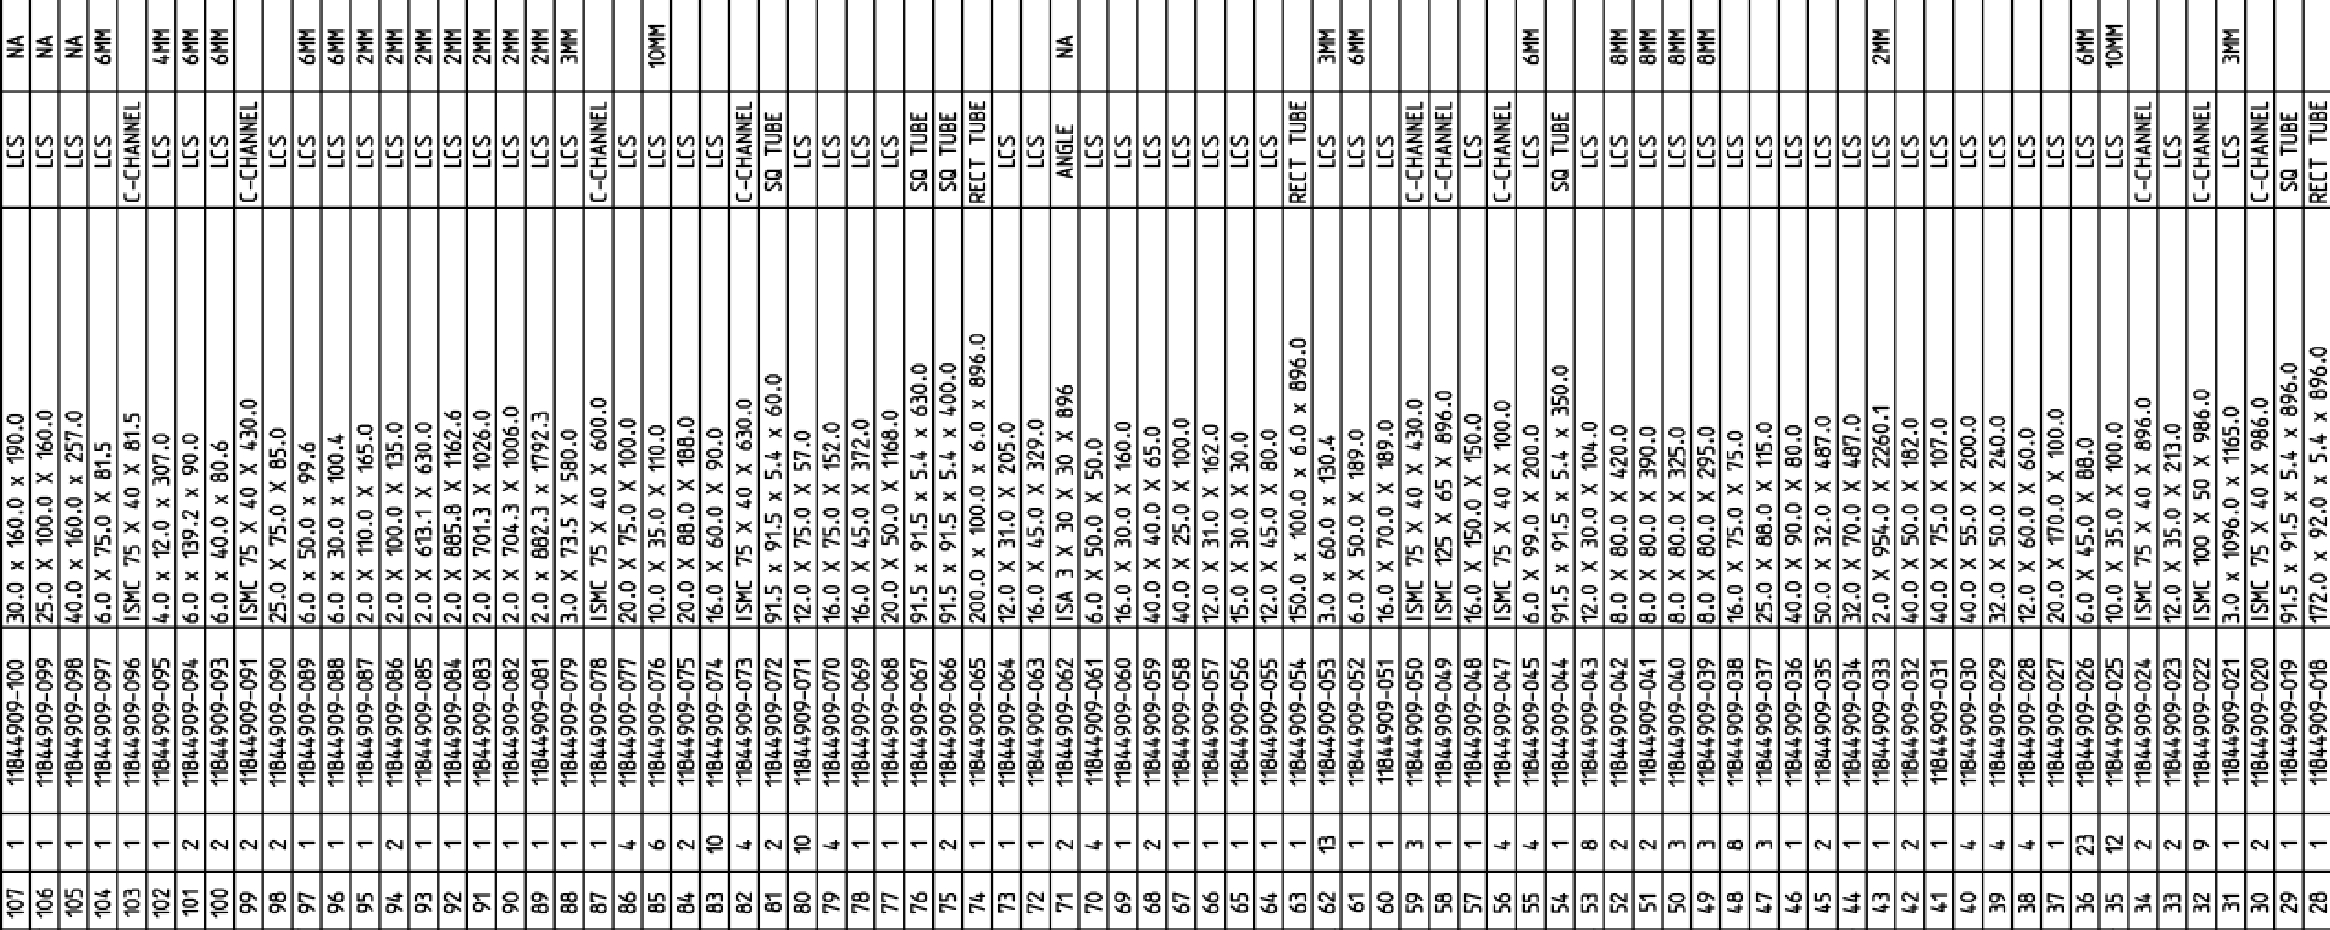 107 1 11844909-100 30.0 x 160.0 x 190.0 LCS NA
106 1 11844909-099 25.0 X 100.0 X 160.0 LCS NA
105 1 11844909-098 40.0 x 160.0 x 257.0 LCS NA
104 1 11844909-097 6.0 X 75.0 X 81.5 LCS 6MM
103 1 11844909-096 ISMC 75 X 40 X 81.5 C-CHANNEL
102 1 11844909-095 4.0 x 12.0 x 307.0 LCS 4MM
101 2 11844909-094 6.0 x 139.2 x 90.0 LCS 6MM
100 2 11844909-093 6.0 x 40.0 x 80.6 LCS 6MM
99 2 11844909-091 ISMC 75 X 40 X 430.0 C-CHANNEL
98 2 11844909-090 25.0 X 75.0 X 85.0 LCS
97 1 11844909-089 6.0 x 50.0 x 99.6 LCS 6MM
96 1 11844909-088 6.0 x 30.0 x 100.4 LCS 6MM
95 1 11844909-087 2.0 X 110.0 X 165.0 LCS 2MM
94 2 11844909-086 2.0 X 100.0 X 135.0 LCS 2MM
93 1 11844909-085 2.0 X 613.1 X 630.0 LCS 2MM
92 1 11844909-084 2.0 X 885.8 X 1162.6 LCS 2MM
91 1 11844909-083 2.0 X 701.3 X 1026.0 LCS 2MM
90 1 11844909-082 2.0 X 704.3 X 1006.0 LCS 2MM
89 1 11844909-081 2.0 x 882.3 x 1792.3 LCS 2MM
88 1 11844909-079 3.0 X 73.5 X 580.0 LCS 3MM
87 1 11844909-078 ISMC 75 X 40 X 600.0 C-CHANNEL
86 4 11844909-077 20.0 X 75.0 X 100.0 LCS
85 6 11844909-076 10.0 X 35.0 X 110.0 LCS 10MM
84 2 11844909-075 20.0 X 88.0 X 188.0 LCS
83 10 11844909-074 16.0 X 60.0 X 90.0 LCS
82 4 11844909-073 ISMC 75 X 40 X 630.0 C-CHANNEL
81 2 11844909-072 91.5 x 91.5 x 5.4 x 60.0 SQ TUBE
80 10 11844909-071 12.0 X 75.0 X 57.0 LCS
79 4 11844909-070 16.0 X 75.0 X 152.0 LCS
78 1 11844909-069 16.0 X 45.0 X 372.0 LCS
77 1 11844909-068 20.0 X 50.0 X 1168.0 LCS
76 1 11844909-067 91.5 x 91.5 x 5.4 x 630.0 SQ TUBE
75 2 11844909-066 91.5 x 91.5 x 5.4 x 400.0 SQ TUBE
74 1 11844909-065 200.0 x 100.0 x 6.0 x 896.0 RECT TUBE
73 1 11844909-064 12.0 X 31.0 X 205.0 LCS
72 1 11844909-063 16.0 X 45.0 X 329.0 LCS
71 2 11844909-062 ISA 3 X 30 X 30 X 896 ANGLE NA
70 4 11844909-061 6.0 X 50.0 X 50.0 LCS
69 1 11844909-060 16.0 X 30.0 X 160.0 LCS
68 2 11844909-059 40.0 X 40.0 X 65.0 LCS
67 1 11844909-058 40.0 X 25.0 X 100.0 LCS
66 1 11844909-057 12.0 X 31.0 X 162.0 LCS
65 1 11844909-056 15.0 X 30.0 X 30.0 LCS
64 1 11844909-055 12.0 X 45.0 X 80.0 LCS
63 1 11844909-054 150.0 x 100.0 x 6.0 x 896.0 RECT TUBE
62 13 11844909-053 3.0 x 60.0 x 130.4 LCS 3MM
61 1 11844909-052 6.0 X 50.0 X 189.0 LCS 6MM
60 1 11844909-051 16.0 X 70.0 X 189.0 LCS
59 3 11844909-050 ISMC 75 X 40 X 430.0 C-CHANNEL
58 1 11844909-049 ISMC 125 X 65 X 896.0 C-CHANNEL
57 1 11844909-048 16.0 X 150.0 X 150.0 LCS
56 4 11844909-047 ISMC 75 X 40 X 100.0 C-CHANNEL
55 4 11844909-045 6.0 X 99.0 X 200.0 LCS 6MM
54 1 11844909-044 91.5 x 91.5 x 5.4 x 350.0 SQ TUBE
53 8 11844909-043 12.0 X 30.0 X 104.0 LCS
52 2 11844909-042 8.0 X 80.0 X 420.0 LCS 8MM
51 2 11844909-041 8.0 X 80.0 X 390.0 LCS 8MM
50 3 11844909-040 8.0 X 80.0 X 325.0 LCS 8MM
49 3 11844909-039 8.0 X 80.0 X 295.0 LCS 8MM
48 8 11844909-038 16.0 X 75.0 X 75.0 LCS
47 3 11844909-037 25.0 X 88.0 X 115.0 LCS
46 1 11844909-036 40.0 X 90.0 X 80.0 LCS
45 2 11844909-035 50.0 X 32.0 X 487.0 LCS
44 1 11844909-034 32.0 X 70.0 X 487.0 LCS
43 1 11844909-033 2.0 X 954.0 X 2260.1 LCS 2MM
42 2 11844909-032 40.0 X 50.0 X 182.0 LCS
41 1 11844909-031 40.0 X 75.0 X 107.0 LCS
40 4 11844909-030 40.0 X 55.0 X 200.0 LCS
39 4 11844909-029 32.0 X 50.0 X 240.0 LCS
38 4 11844909-028 12.0 X 60.0 X 60.0 LCS
37 1 11844909-027 20.0 X 170.0 X 100.0 LCS
36 23 11844909-026 6.0 X 45.0 X 88.0 LCS 6MM
35 12 11844909-025 10.0 X 35.0 X 100.0 LCS 10MM
34 2 11844909-024 ISMC 75 X 40 X 896.0 C-CHANNEL
33 2 11844909-023 12.0 X 35.0 X 213.0 LCS
32 9 11844909-022 ISMC 100 X 50 X 986.0 C-CHANNEL
31 1 11844909-021 3.0 x 1096.0 x 1165.0 LCS 3MM
30 2 11844909-020 ISMC 75 X 40 X 986.0 C-CHANNEL
29 1 11844909-019 91.5 x 91.5 x 5.4 x 896.0 SQ TUBE
28 1 11844909-018 172.0 x 92.0 x 5.4 x 896.0 RECT TUBE